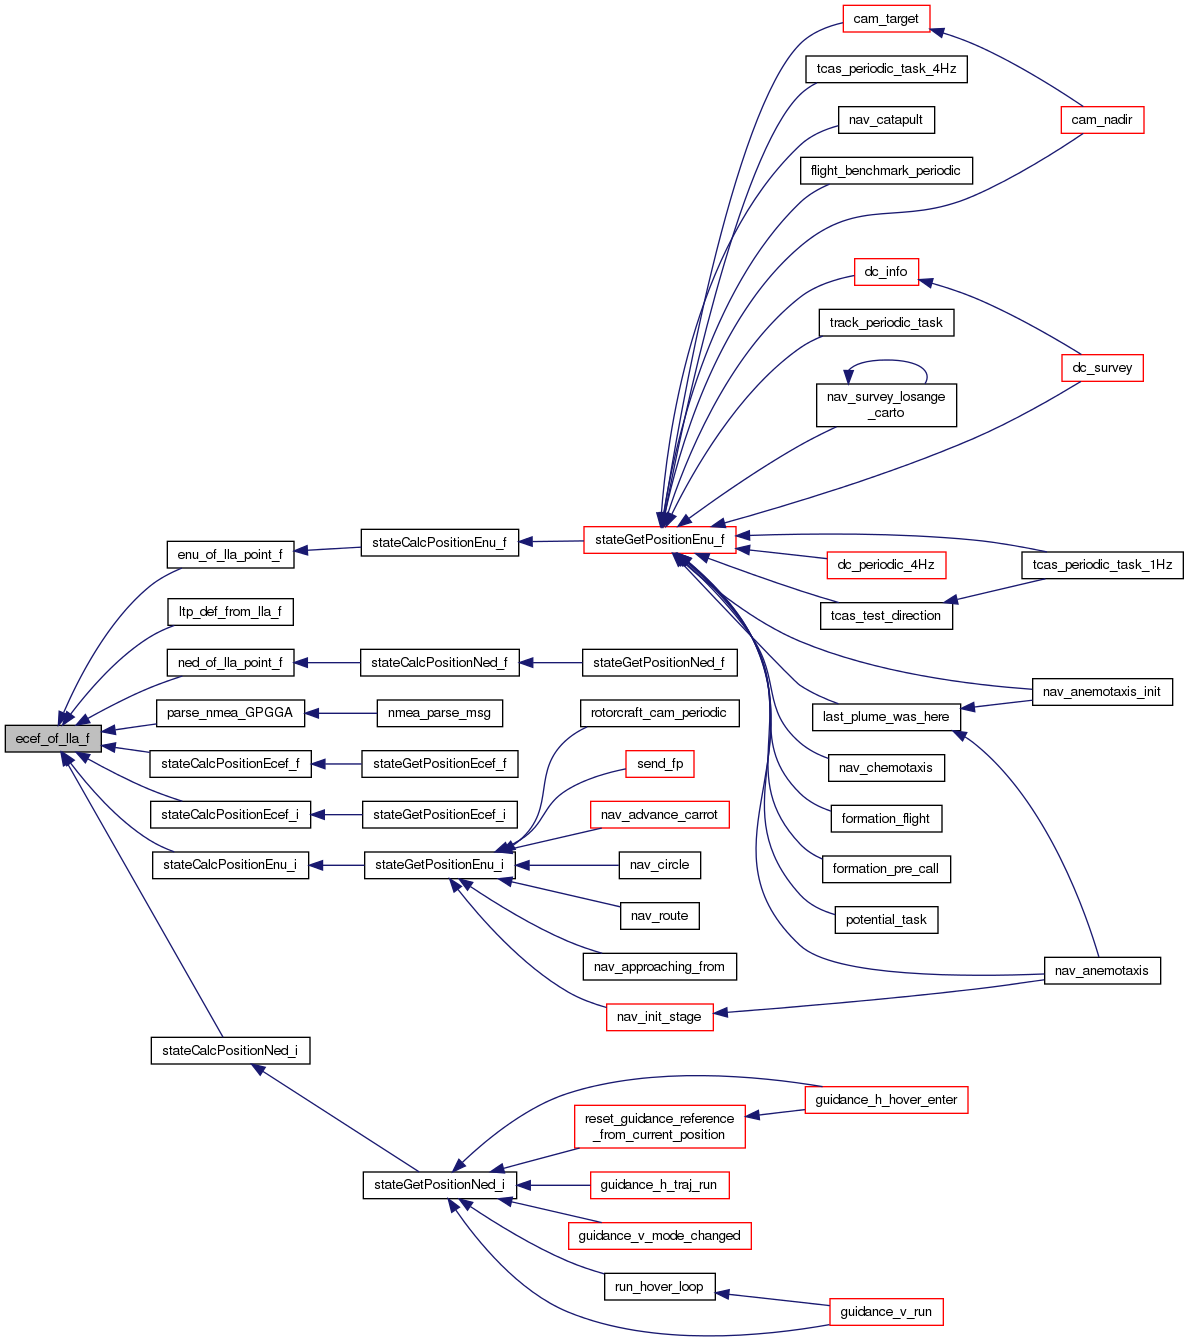 cam_target
tcas_periodic_task_4Hz
nav_catapult
cam_nadir
flight_benchmark_periodic
dc_info
track_periodic_task
dc_survey
nav_survey_losange
_carto
stateGetPositionEnu_f
stateCalcPositionEnu_f
enu_of_lla_point_f
dc_periodic_4Hz
tcas_periodic_task_1Hz
ltp_def_from_lla_f
tcas_test_direction
ned_of_lla_point_f
stateCalcPositionNed_f
stateGetPositionNed_f
nav_anemotaxis_init
parse_nmea_GPGGA
nmea_parse_msg
rotorcraft_cam_periodic
last_plume_was_here
ecef_of_lla_f
stateCalcPositionEcef_f
stateGetPositionEcef_f
send_fp
nav_chemotaxis
stateCalcPositionEcef_i
stateGetPositionEcef_i
nav_advance_carrot
formation_flight
stateCalcPositionEnu_i
stateGetPositionEnu_i
nav_circle
formation_pre_call
nav_route
potential_task
nav_approaching_from
nav_anemotaxis
nav_init_stage
stateCalcPositionNed_i
guidance_h_hover_enter
reset_guidance_reference
_from_current_position
stateGetPositionNed_i
guidance_h_traj_run
guidance_v_mode_changed
run_hover_loop
guidance_v_run